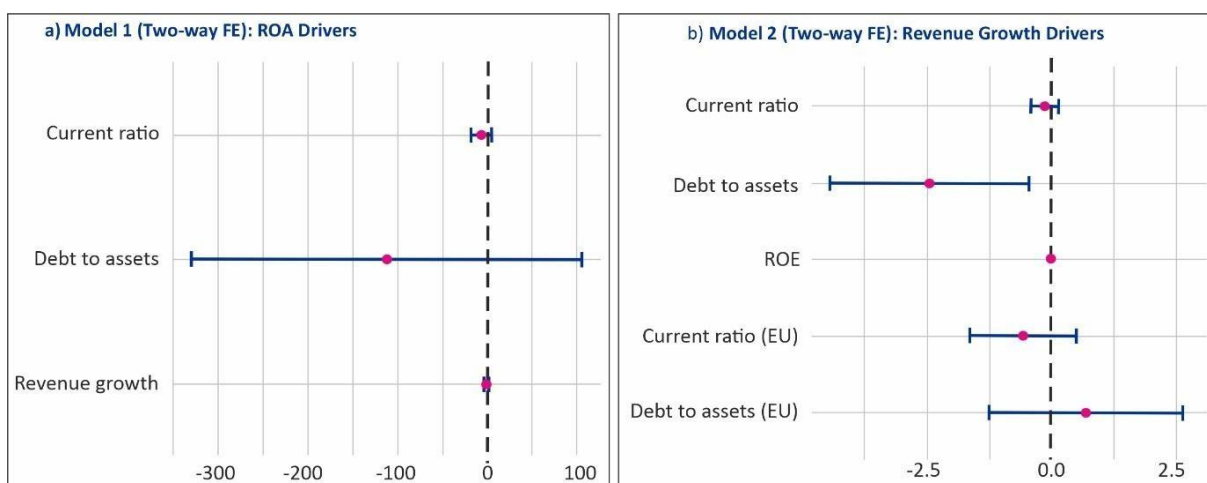 a) Model 1 (Two-way FE): ROA Drivers
Current ratio
Debt to assets
Revenue growth
-300 -200 -100 0 100
b) Model 2 (Two-way FE): Revenue Growth Drivers
Current ratio
Debt to assets
ROE
Current ratio (EU)
Debt to assets (EU)
-2.5 0.0 2.5